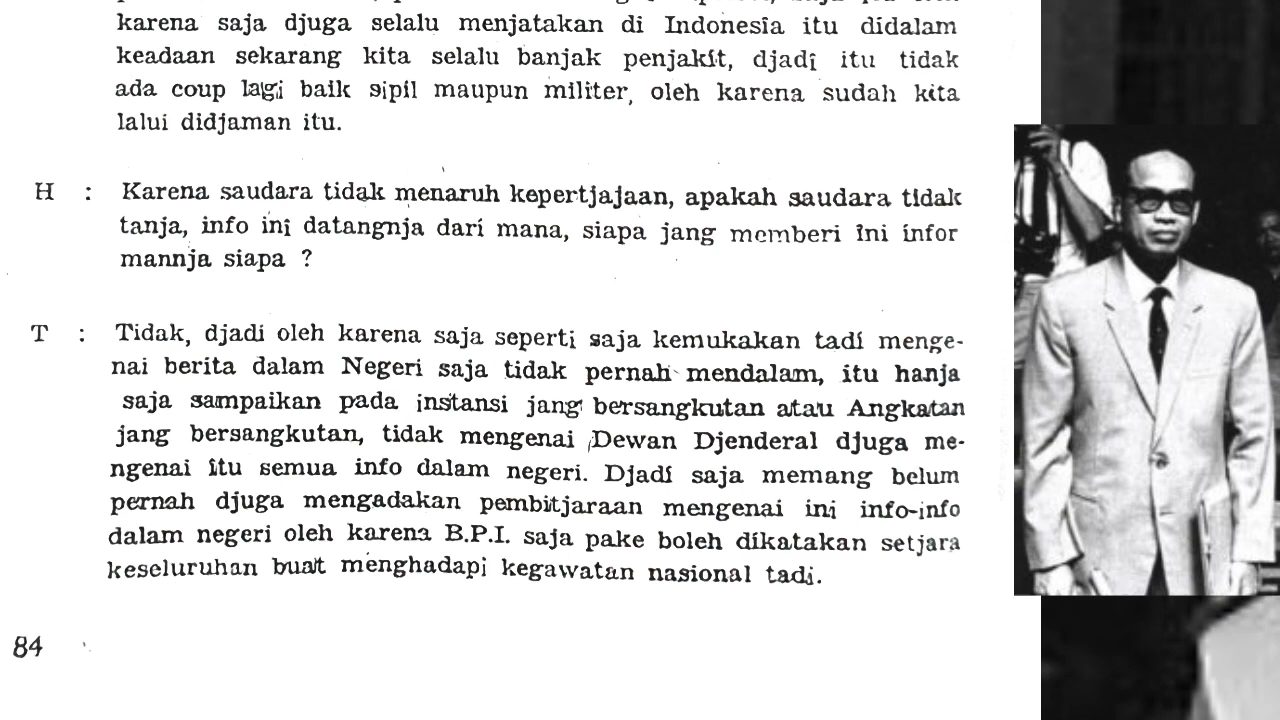 karena saja djuga selalu menjatakan di Indonesia itu didalam
keadaan sekarang kita selalu banjak penjakit, djadi itu tidak
ada coup lagi baik sipil maupun militer, oleh karena sudah kita
lalui didjaman itu.
H : Karena saudara tidak menaruh kepertjajaan, apakah saudara tidak
tanja, info ini datangnja dari mana, siapa jang memberi ini infor
mannja siapa ?
T : Tidak, djadi oleh karena saja seperti saja kemukakan tadi menge-
nai berita dalam Negeri saja tidak pernah mendalam, itu hanja
saja sampaikan pada instansi jang bersangkutan atau Angkatan
jang bersangkutan, tidak mengenai Dewan Djenderal djuga me-
ngenai itu semua info dalam negeri. Djadi saja memang belum
pernah djuga mengadakan pembitjaraan mengenai ini info-info
dalam negeri oleh karena B.P.I. saja pake boleh dikatakan setjara
keseluruhan buat menghadapi kegawatan nasional tadi.
84